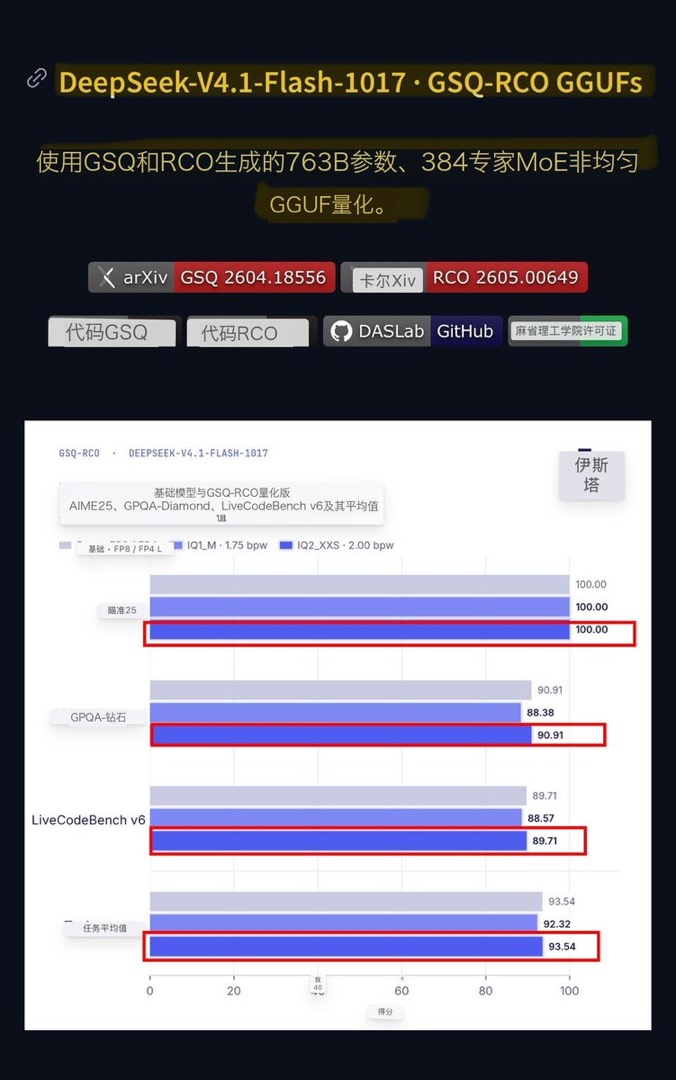 DeepSeek-V4.1-Flash-1017 · GSQ-RCO GGUFs
使用GSQ和RCO生成的763B参数、384专家MoE非均匀
GGUF量化。
arXiv GSQ 2604.18556 卡尔Xiv RCO 2605.00649
代码GSQ 代码RCO DASLab GitHub 麻省理工学院许可证
GSQ-RCO · DEEPSEEK-V4.1-FLASH-1017
伊斯
塔
基础模型与GSQ-RCO量化版
AIME25、GPQA-Diamond、LiveCodeBench v6及其平均值
基础·FP8 / FP4 L IQ1_M · 1.75 bpw IQ2_XXS · 2.00 bpw
100.00
瞄准25 100.00
100.00
90.91
GPQA-钻石 88.38
90.91
89.71
LiveCodeBench v6 88.57
89.71
93.54
任务平均值 92.32
93.54
我
0 20 40 60 80 100
得分